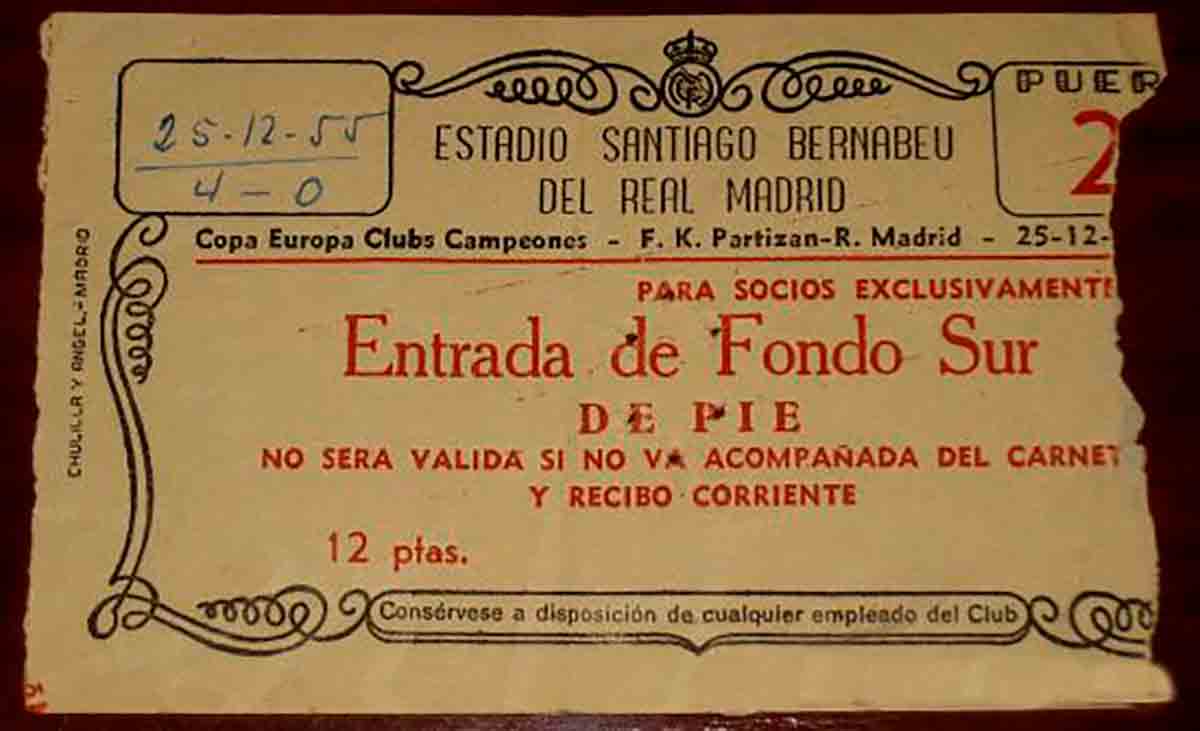 25-12-55
4-0
PUER
2
ESTADIO SANTIAGO BERNABEU
DEL REAL MADRID
Copa Europa Clubs Campeones - F. K. Partizan-R. Madrid - 25-12-
PARA SOCIOS EXCLUSIVAMENTE
Entrada de Fondo Sur
DE PIE
NO SERA VALIDA SI NO VA ACOMPAÑADA DEL CARNET
Y RECIBO CORRIENTE
12 ptas.
Consérvese a disposición de cualquier empleado del Club
CHULILLA Y ANGEL.-MADRID